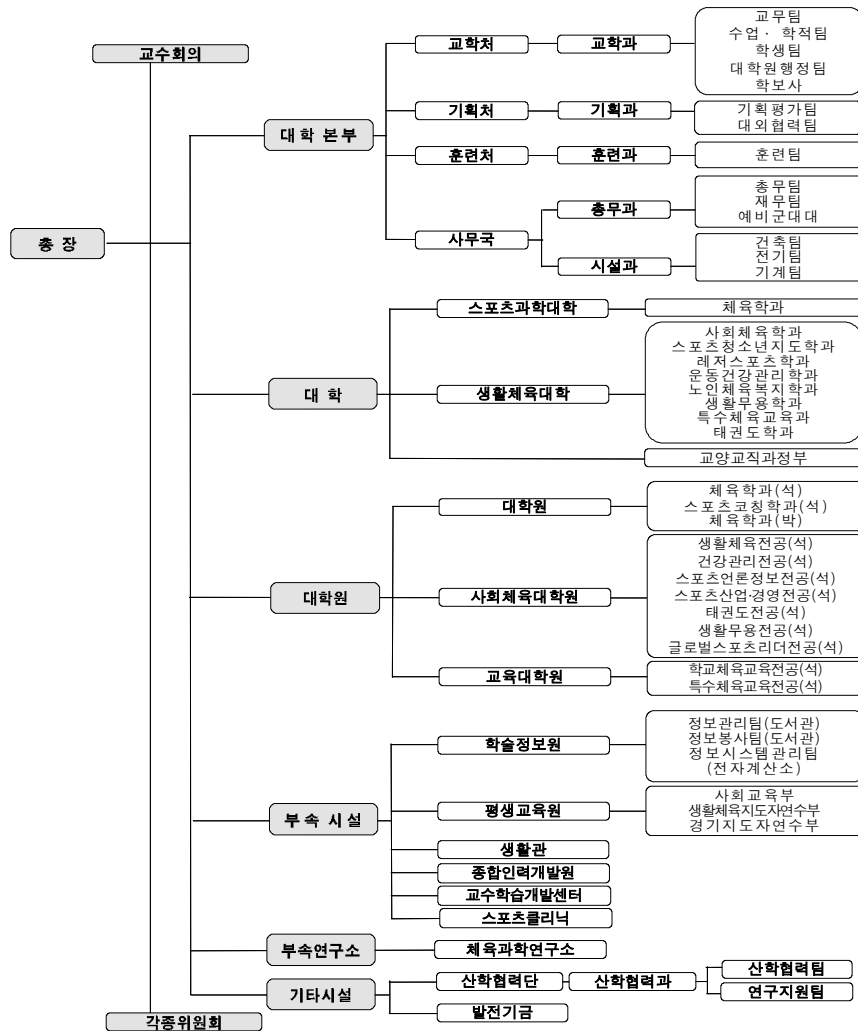 교수회의
총 장
대 학 본 부
교학처
교학과
교무팀
수업 · 학적팀
학생팀
대학원행정팀
학보사
기획처
기획과
기획평가팀
대외협력팀
훈련처
훈련과
훈련팀
사무국
총무과
총무팀
재무팀
예비군대대
시설과
건축팀
전기팀
기계팀
대 학
스포츠과학대학
체육학과
생활체육대학
사회체육학과
스포츠청소년지도학과
레저스포츠학과
운동건강관리학과
노인체육복지학과
생활무용학과
특수체육교육과
태권도학과
교양교직과정부
대학원
대학원
체육학과(석)
스포츠코칭학과(석)
체육학과(박)
사회체육대학원
생활체육전공(석)
건강관리전공(석)
스포츠언론정보전공(석)
스포츠산업·경영전공(석)
태권도전공(석)
생활무용전공(석)
글로벌스포츠리더전공(석)
교육대학원
학교체육교육전공(석)
특수체육교육전공(석)
부 속 시 설
학술정보원
정보관리팀(도서관)
정보봉사팀(도서관)
정보시스템관리팀
(전자계산소)
평생교육원
사회교육부
생활체육지도자연수부
경기지도자연수부
생활관
종합인력개발원
교수학습개발센터
스포츠클리닉
부속연구소
체육과학연구소
기타시설
산학협력단
산학협력과
산학협력팀
연구지원팀
발전기금
각종위원회